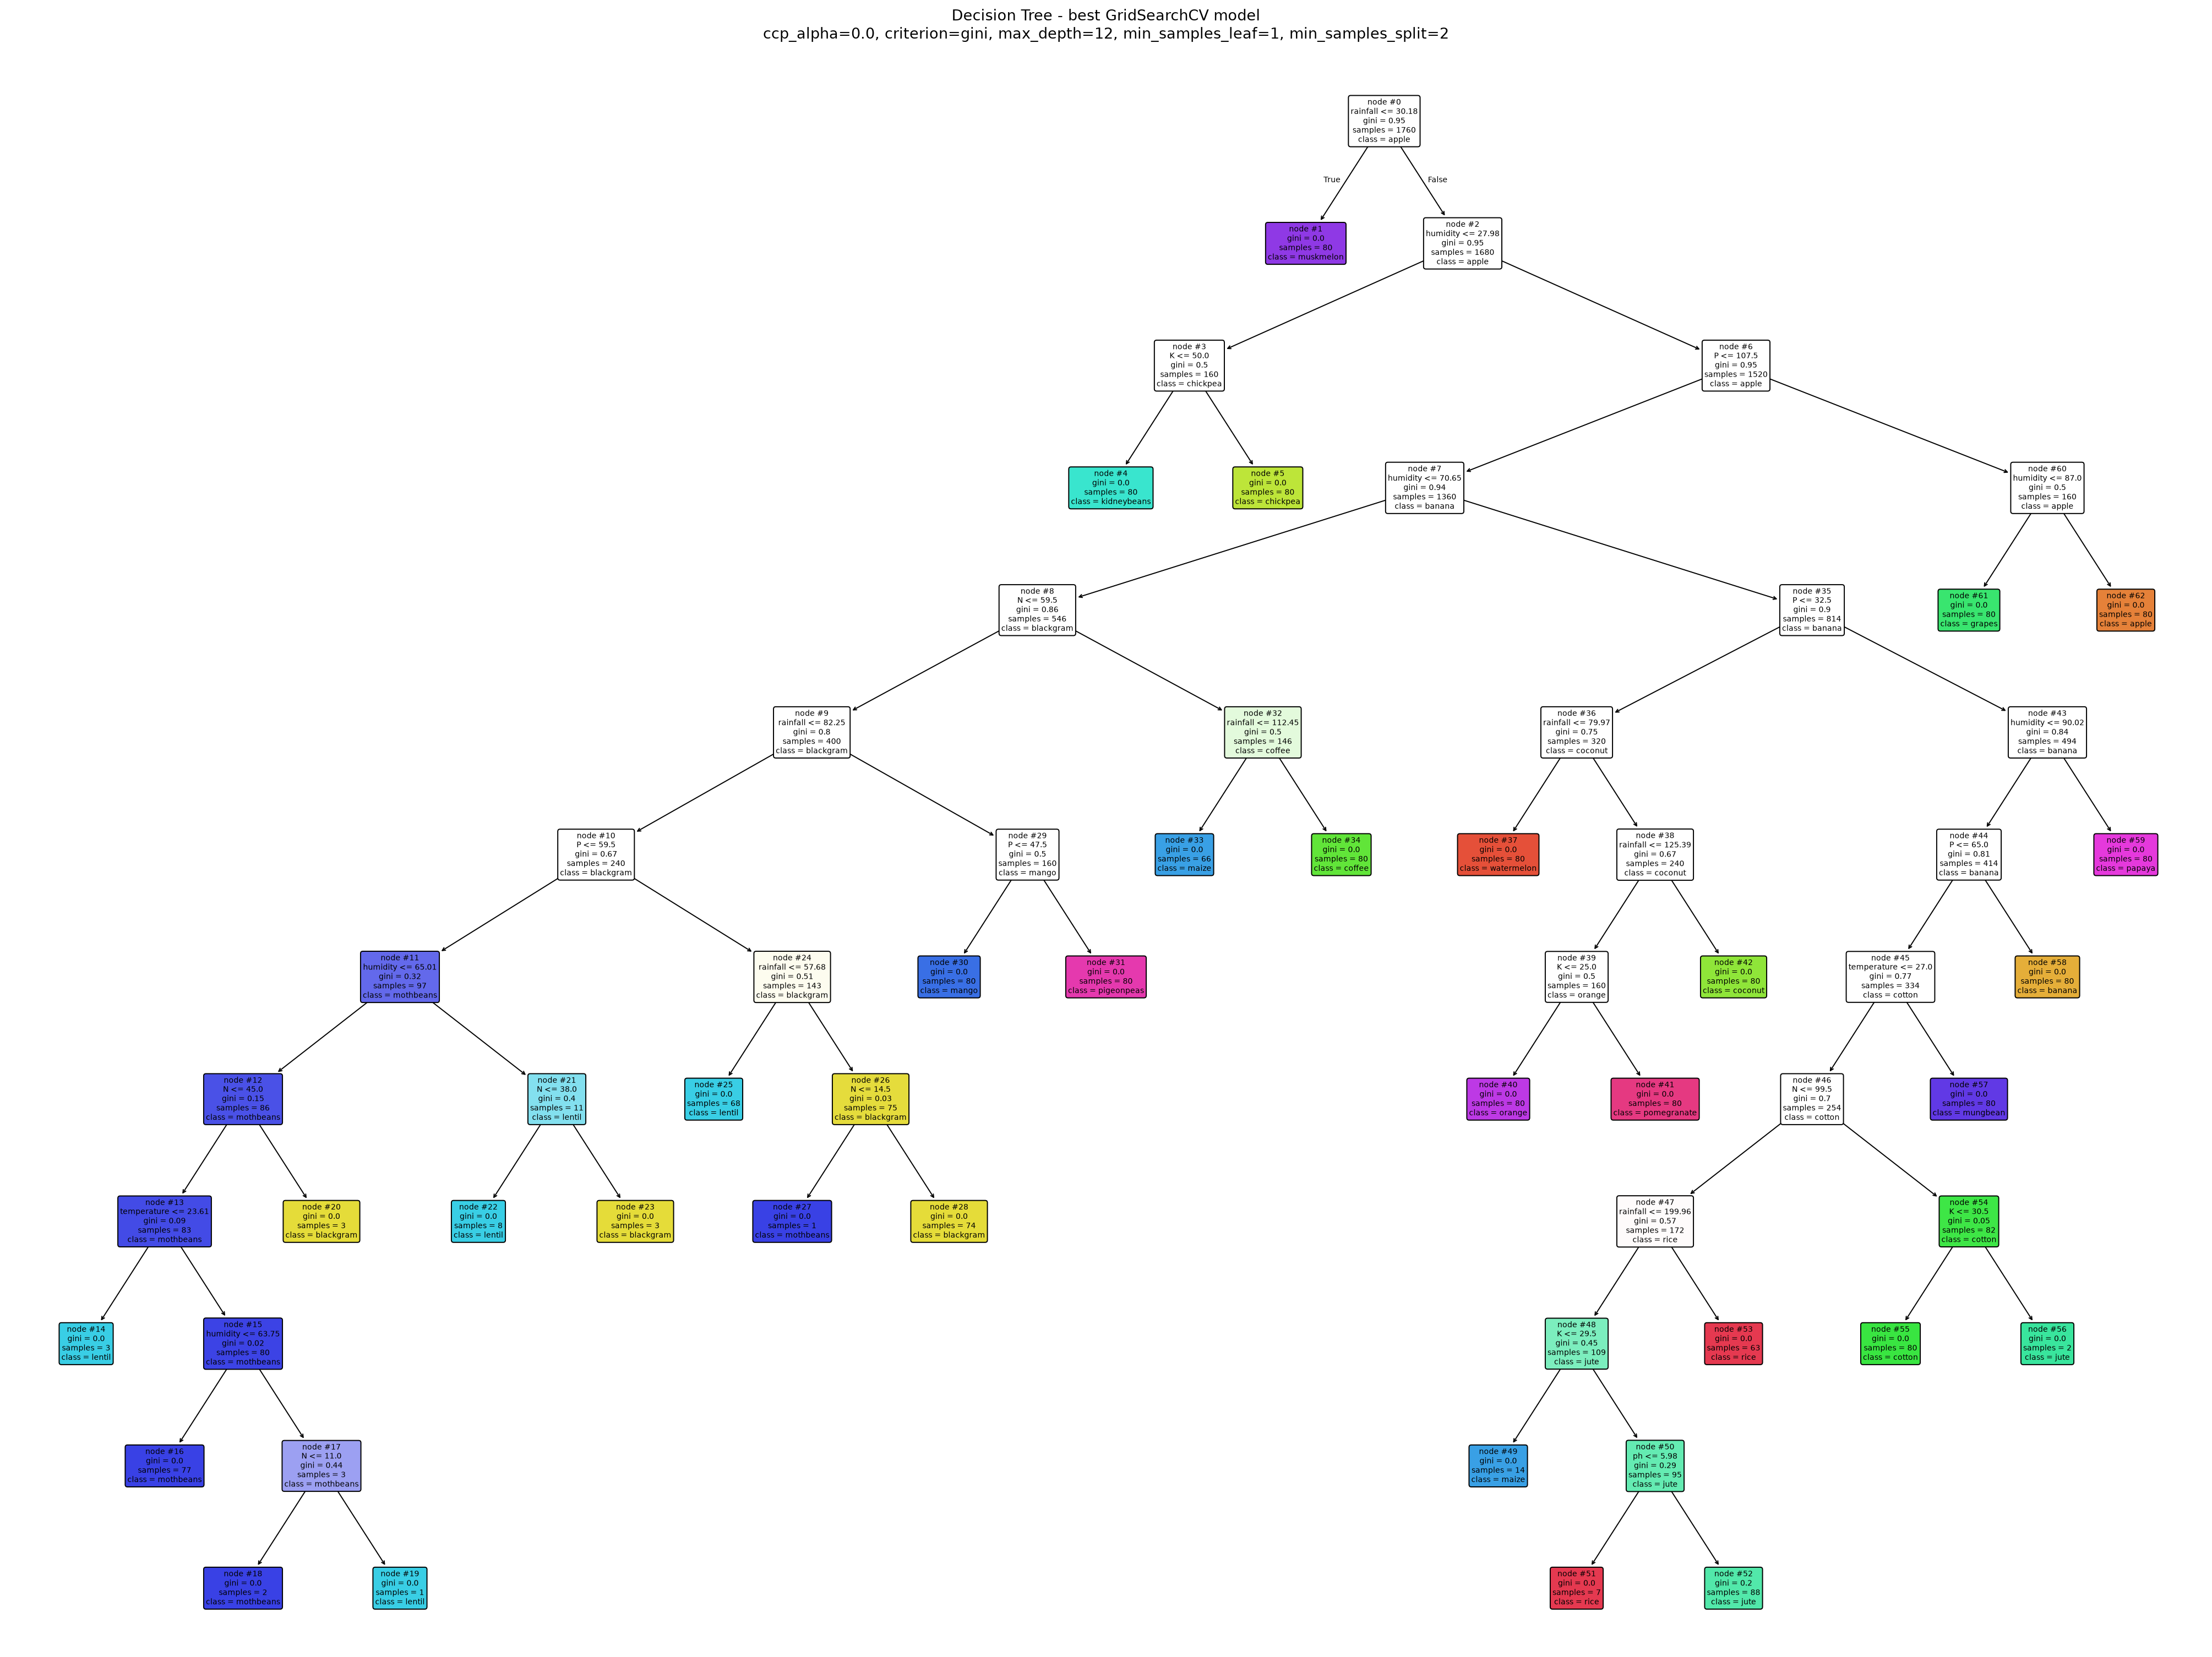 Decision Tree - best GridSearchCV model
ccp_alpha=0.0, criterion=gini, max_depth=12, min_samples_leaf=1, min_samples_split=2
node #0
rainfall <= 30.18
gini = 0.95
samples = 1760
class = apple
True
False
node #1
gini = 0.0
samples = 80
class = muskmelon
node #2
humidity <= 27.98
gini = 0.95
samples = 1680
class = apple
node #3
K <= 50.0
gini = 0.5
samples = 160
class = chickpea
node #6
P <= 107.5
gini = 0.95
samples = 1520
class = apple
node #4
gini = 0.0
samples = 80
class = kidneybeans
node #5
gini = 0.0
samples = 80
class = chickpea
node #7
humidity <= 70.65
gini = 0.94
samples = 1360
class = banana
node #60
humidity <= 87.0
gini = 0.5
samples = 160
class = apple
node #8
N <= 59.5
gini = 0.86
samples = 546
class = blackgram
node #35
P <= 32.5
gini = 0.9
samples = 814
class = banana
node #61
gini = 0.0
samples = 80
class = grapes
node #62
gini = 0.0
samples = 80
class = apple
node #9
rainfall <= 82.25
gini = 0.8
samples = 400
class = blackgram
node #32
rainfall <= 112.45
gini = 0.5
samples = 146
class = coffee
node #36
rainfall <= 79.97
gini = 0.75
samples = 320
class = coconut
node #43
humidity <= 90.02
gini = 0.84
samples = 494
class = banana
node #10
P <= 59.5
gini = 0.67
samples = 240
class = blackgram
node #29
P <= 47.5
gini = 0.5
samples = 160
class = mango
node #33
gini = 0.0
samples = 66
class = maize
node #34
gini = 0.0
samples = 80
class = coffee
node #37
gini = 0.0
samples = 80
class = watermelon
node #38
rainfall <= 125.39
gini = 0.67
samples = 240
class = coconut
node #44
P <= 65.0
gini = 0.81
samples = 414
class = banana
node #59
gini = 0.0
samples = 80
class = papaya
node #11
humidity <= 65.01
gini = 0.32
samples = 97
class = mothbeans
node #24
rainfall <= 57.68
gini = 0.51
samples = 143
class = blackgram
node #30
gini = 0.0
samples = 80
class = mango
node #31
gini = 0.0
samples = 80
class = pigeonpeas
node #39
K <= 25.0
gini = 0.5
samples = 160
class = orange
node #42
gini = 0.0
samples = 80
class = coconut
node #45
temperature <= 27.0
gini = 0.77
samples = 334
class = cotton
node #58
gini = 0.0
samples = 80
class = banana
node #12
N <= 45.0
gini = 0.15
samples = 86
class = mothbeans
node #21
N <= 38.0
gini = 0.4
samples = 11
class = lentil
node #25
gini = 0.0
samples = 68
class = lentil
node #26
N <= 14.5
gini = 0.03
samples = 75
class = blackgram
node #40
gini = 0.0
samples = 80
class = orange
node #41
gini = 0.0
samples = 80
class = pomegranate
node #46
N <= 99.5
gini = 0.7
samples = 254
class = cotton
node #57
gini = 0.0
samples = 80
class = mungbean
node #13
temperature <= 23.61
gini = 0.09
samples = 83
class = mothbeans
node #20
gini = 0.0
samples = 3
class = blackgram
node #22
gini = 0.0
samples = 8
class = lentil
node #23
gini = 0.0
samples = 3
class = blackgram
node #27
gini = 0.0
samples = 1
class = mothbeans
node #28
gini = 0.0
samples = 74
class = blackgram
node #47
rainfall <= 199.96
gini = 0.57
samples = 172
class = rice
node #54
K <= 30.5
gini = 0.05
samples = 82
class = cotton
node #14
gini = 0.0
samples = 3
class = lentil
node #15
humidity <= 63.75
gini = 0.02
samples = 80
class = mothbeans
node #48
K <= 29.5
gini = 0.45
samples = 109
class = jute
node #53
gini = 0.0
samples = 63
class = rice
node #55
gini = 0.0
samples = 80
class = cotton
node #56
gini = 0.0
samples = 2
class = jute
node #16
gini = 0.0
samples = 77
class = mothbeans
node #17
N <= 11.0
gini = 0.44
samples = 3
class = mothbeans
node #49
gini = 0.0
samples = 14
class = maize
node #50
ph <= 5.98
gini = 0.29
samples = 95
class = jute
node #18
gini = 0.0
samples = 2
class = mothbeans
node #19
gini = 0.0
samples = 1
class = lentil
node #51
gini = 0.0
samples = 7
class = rice
node #52
gini = 0.2
samples = 88
class = jute